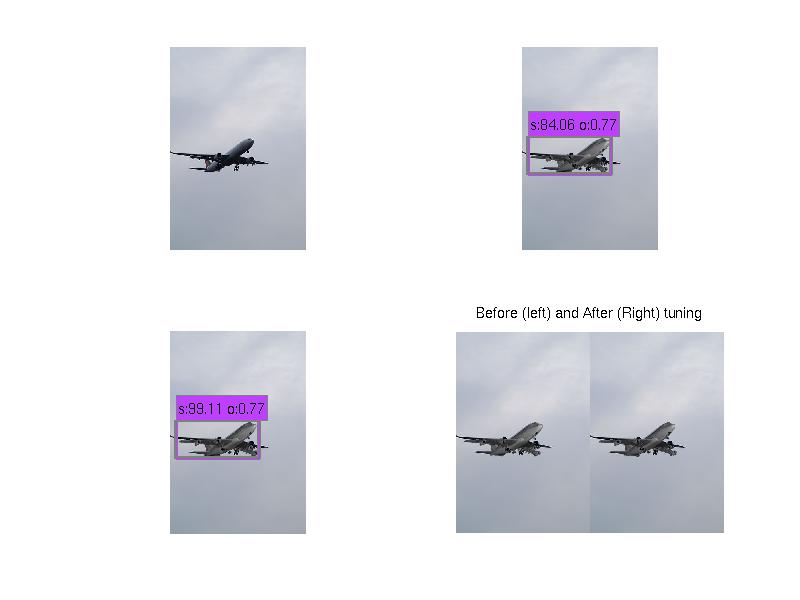 s:84.06 o:0.77
s:99.11 o:0.77
Before (left) and After (Right) tuning